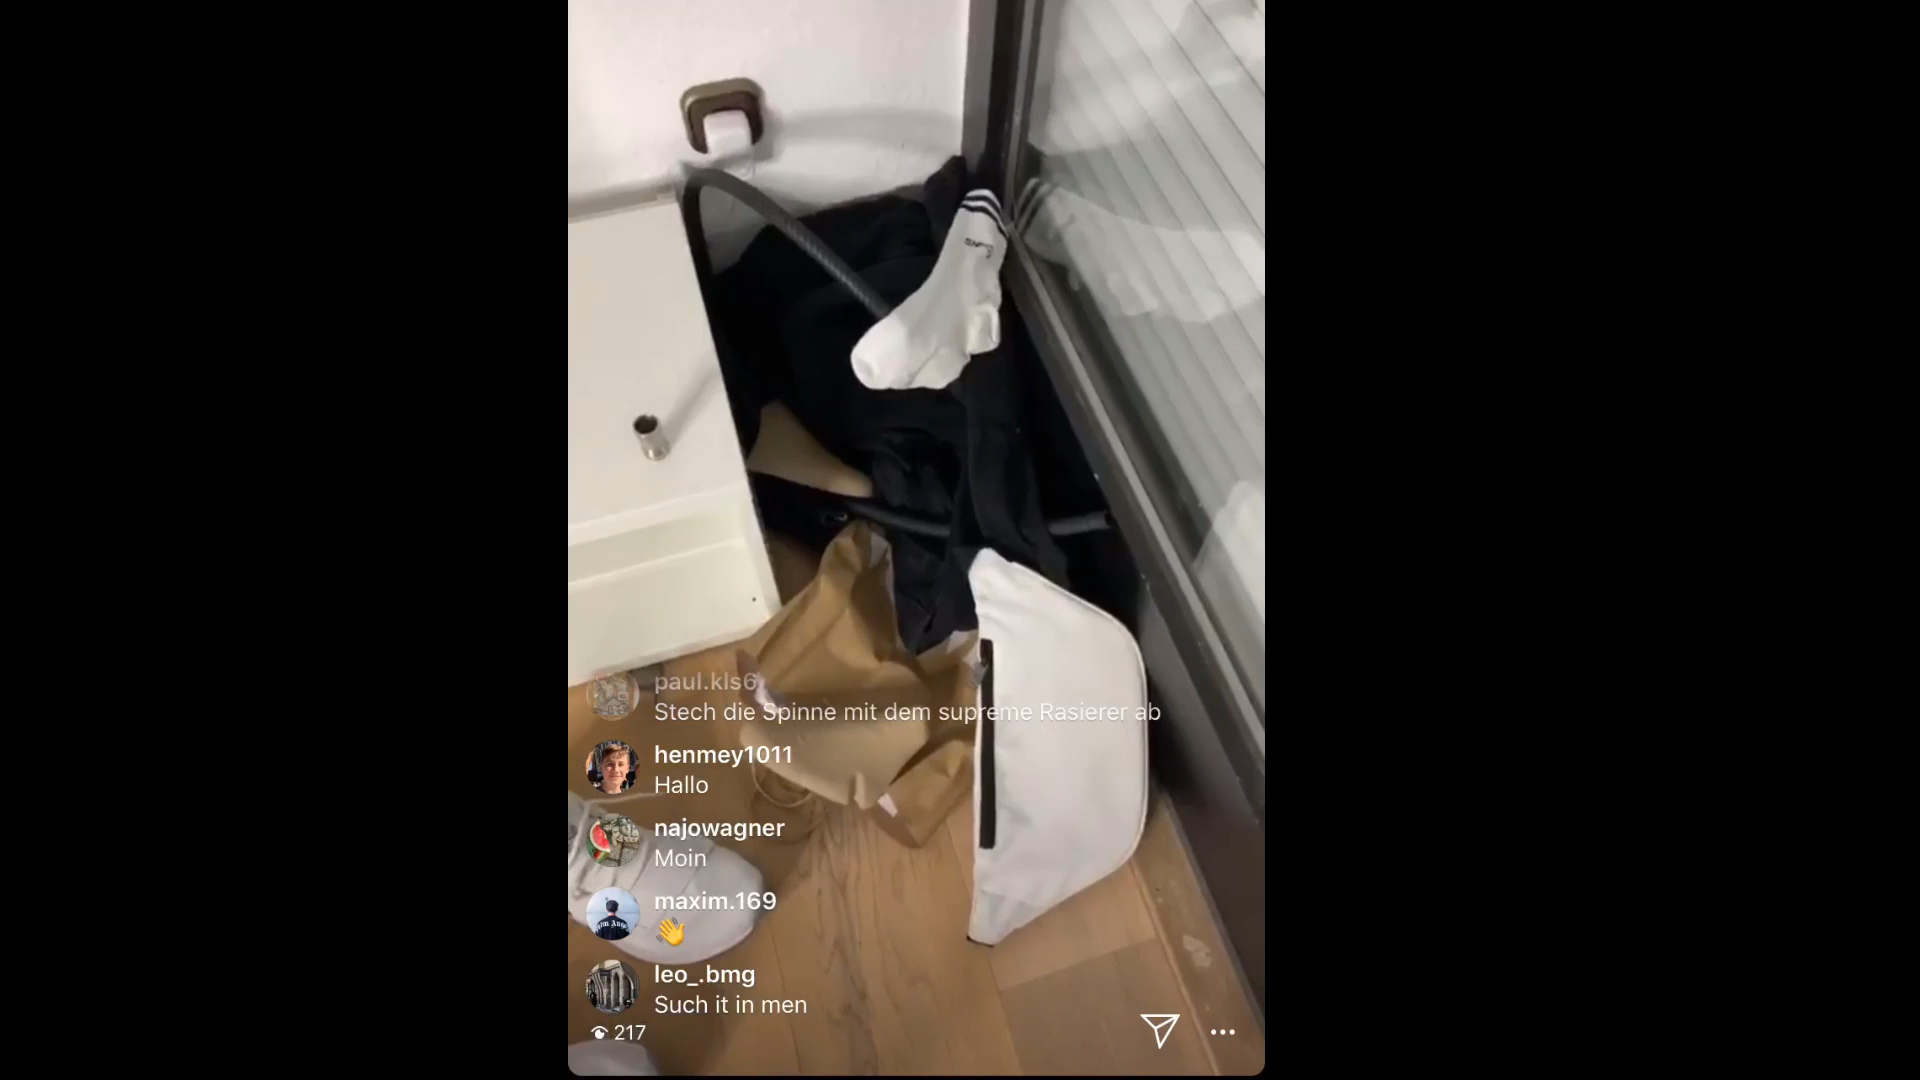 paul.kls6
Stech die Spinne mit dem supreme Rasierer ab
henmey1011
Hallo
najowagner
Moin
maxim.169
👋
leo_.bmg
Such it in men
217